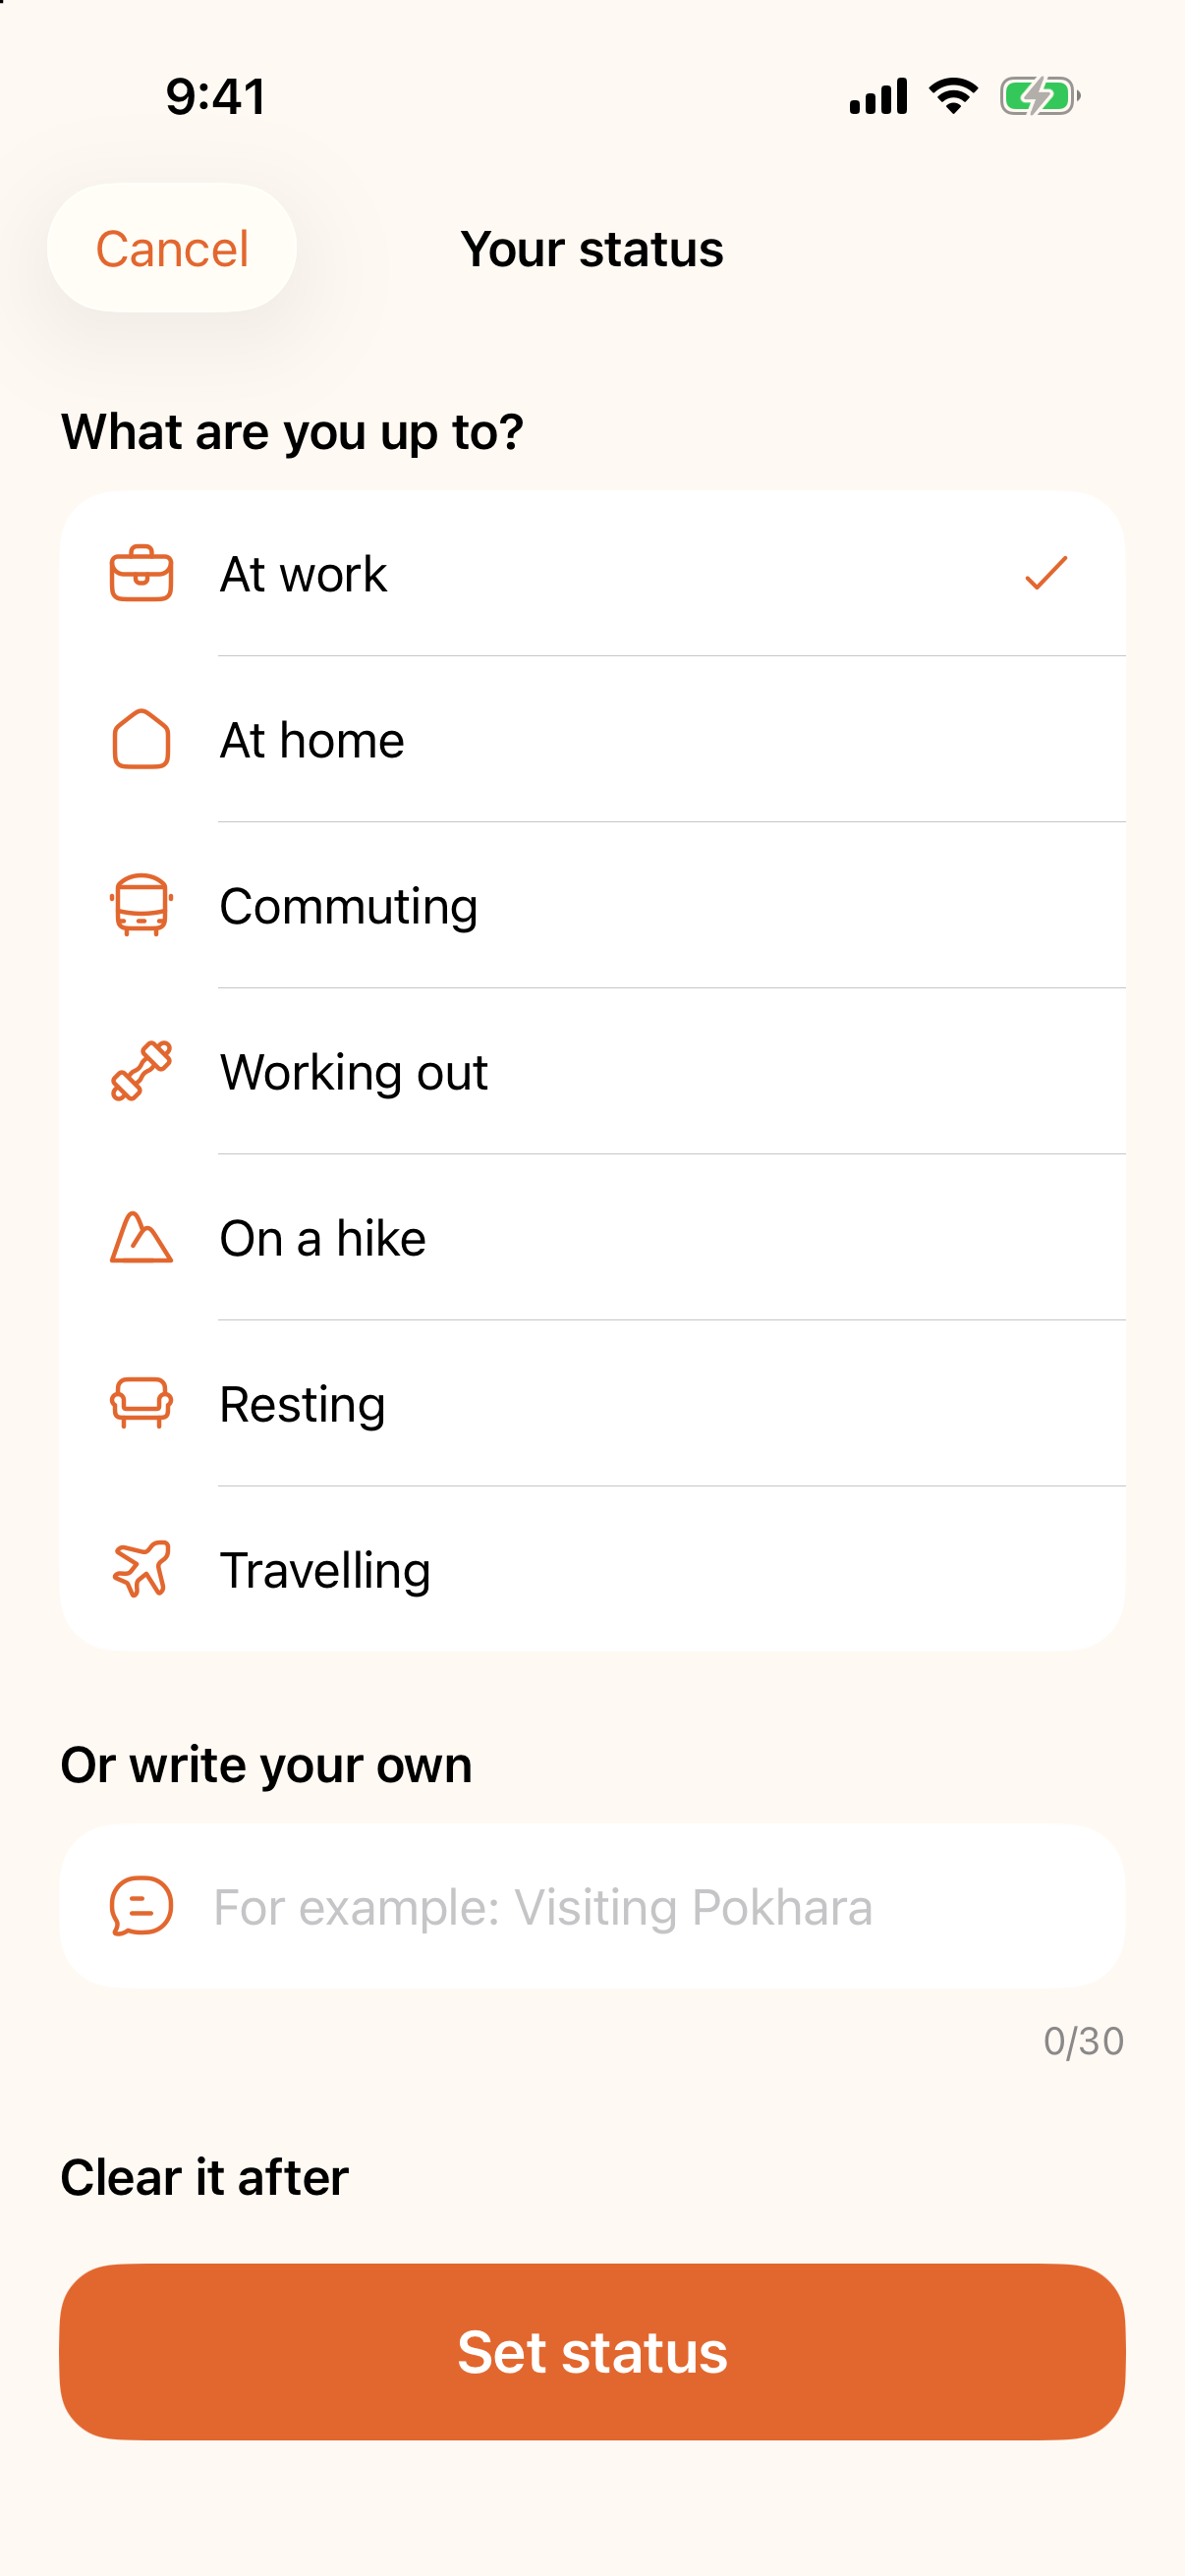 9:41
Cancel
Your status
What are you up to?
At work
At home
Commuting
Working out
On a hike
Resting
Travelling
Or write your own
For example: Visiting Pokhara
0/30
Clear it after
Set status